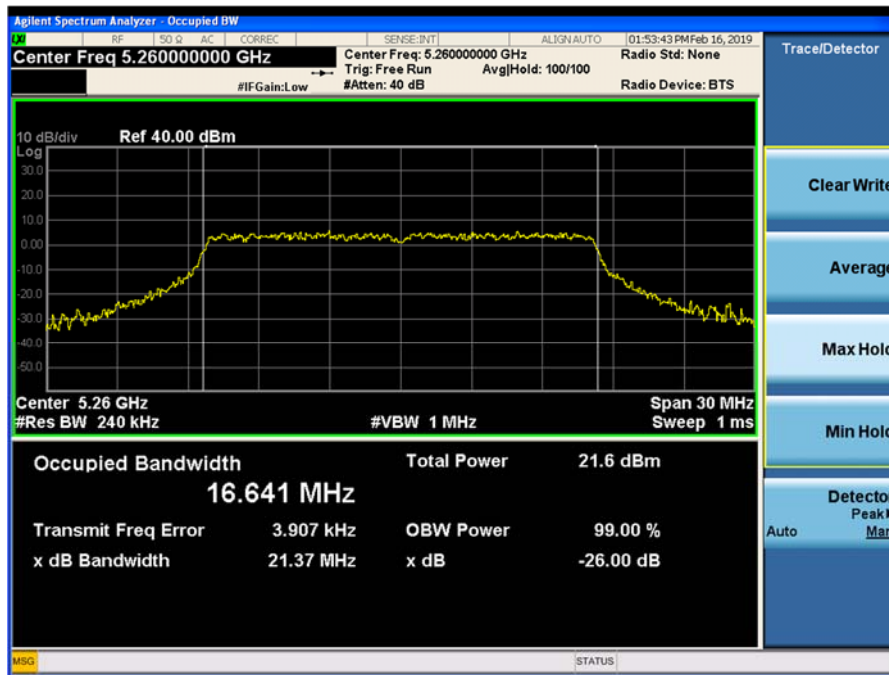 Agilent Spectrum Analyzer - Occupied BW
LXI RF 50 Ω AC CORREC SENSE:INT ALIGN AUTO 01:53:43 PM Feb 16, 2019
Center Freq 5.260000000 GHz
Center Freq: 5.260000000 GHz
Radio Std: None
Trig: Free Run Avg|Hold: 100/100
#IFGain:Low
#Atten: 40 dB
Radio Device: BTS
Trace/Detector
10 dB/div Ref 40.00 dBm
Log
30.0
20.0
10.0
0.00
-10.0
-20.0
-30.0
-40.0
-50.0
Center 5.26 GHz
Span 30 MHz
#Res BW 240 kHz
#VBW 1 MHz
Sweep 1 ms
Occupied Bandwidth
Total Power 21.6 dBm
16.641 MHz
Transmit Freq Error 3.907 kHz
OBW Power 99.00 %
x dB Bandwidth 21.37 MHz
x dB -26.00 dB
Clear Write
Average
Max Hold
Min Hold
Detector
Peak
Auto Man
MSG
STATUS